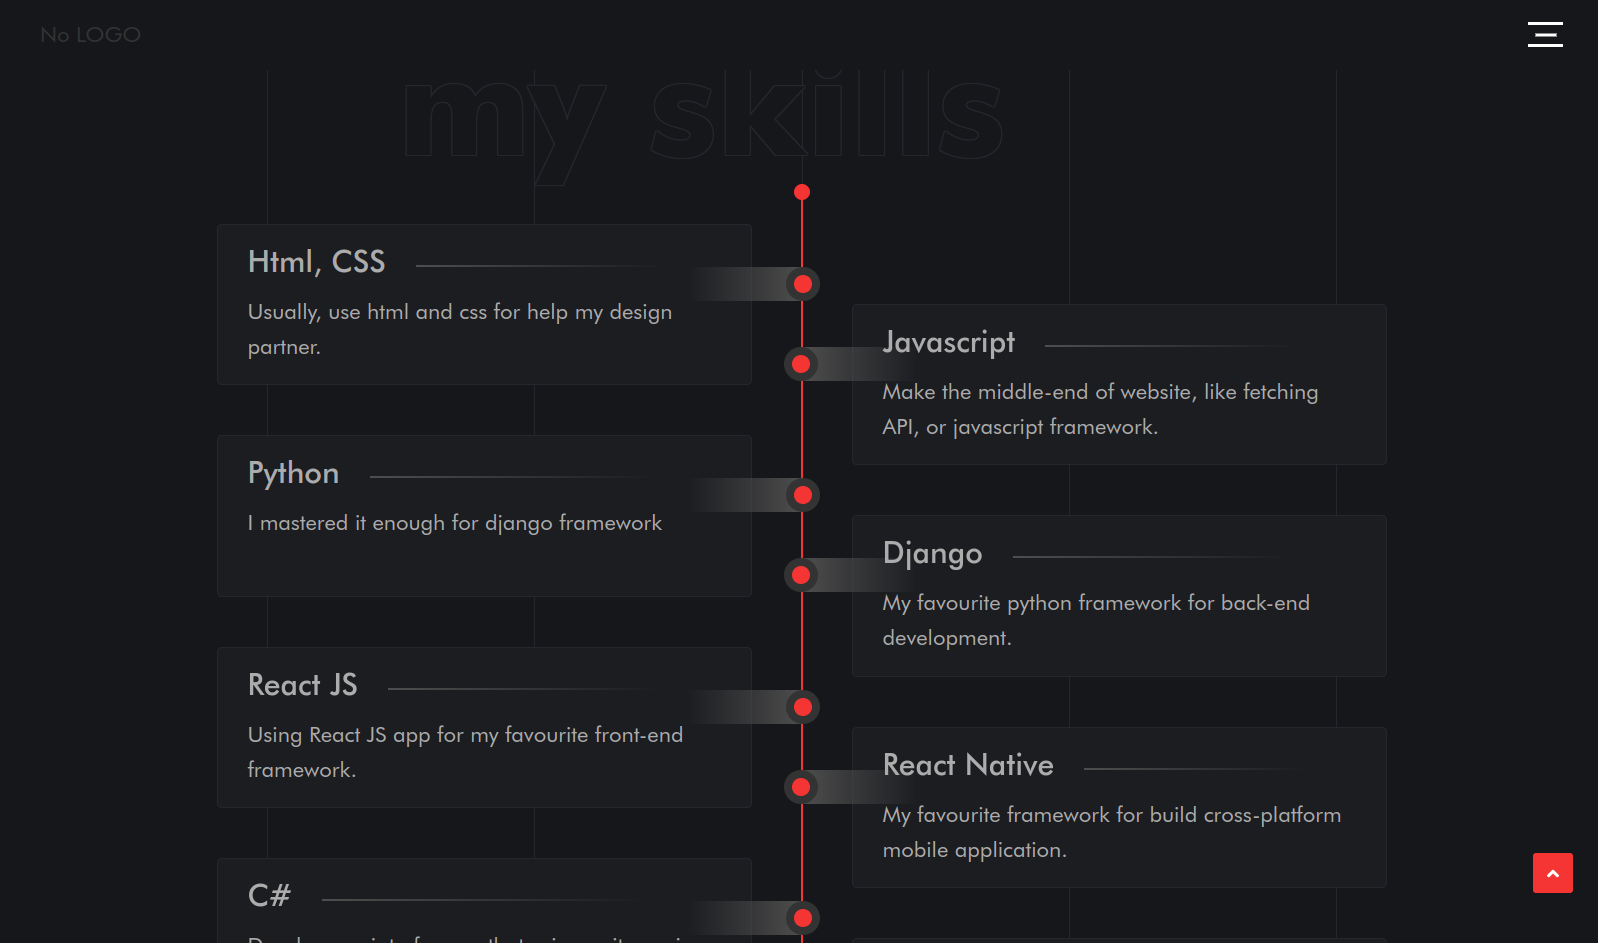 No LOGO
my skills
Html, CSS
Usually, use html and css for help my design
partner.
Javascript
Make the middle-end of website, like fetching
API, or javascript framework.
Python
I mastered it enough for django framework
Django
My favourite python framework for back-end
development.
React JS
Using React JS app for my favourite front-end
framework.
React Native
My favourite framework for build cross-platform
mobile application.
C#